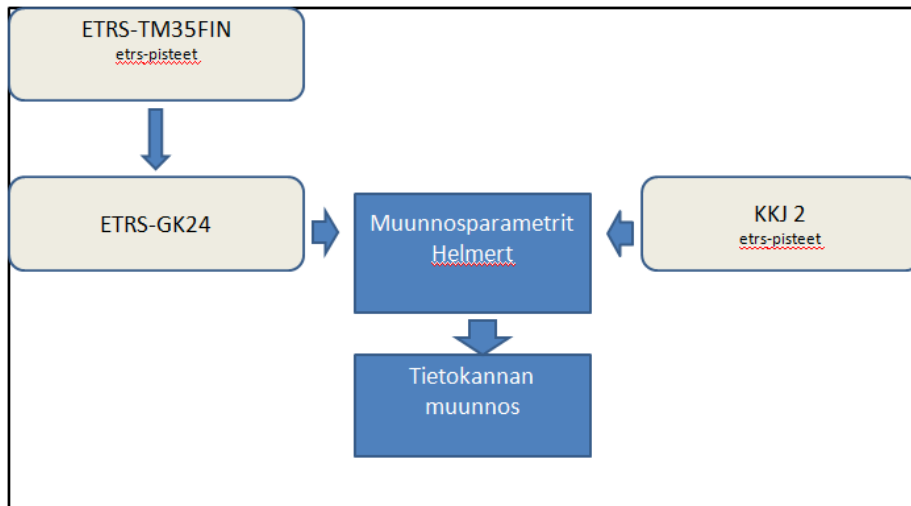 ETRS-TM35FIN
etrs-pisteet
ETRS-GK24
Muunnosparametrit
Helmert
KKJ 2
etrs-pisteet
Tietokannan
muunnos